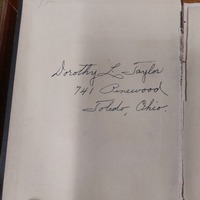 Dorothy L. Taylor
741 Pinewood
Toledo, Ohio.